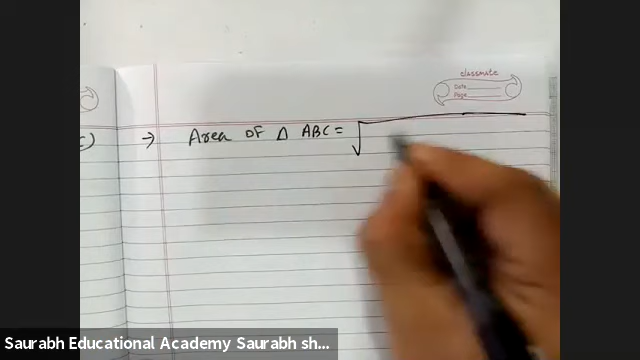 classmate
Date
Page
→ Area OF Δ ABC = √
Saurabh Educational Academy Saurabh sh...